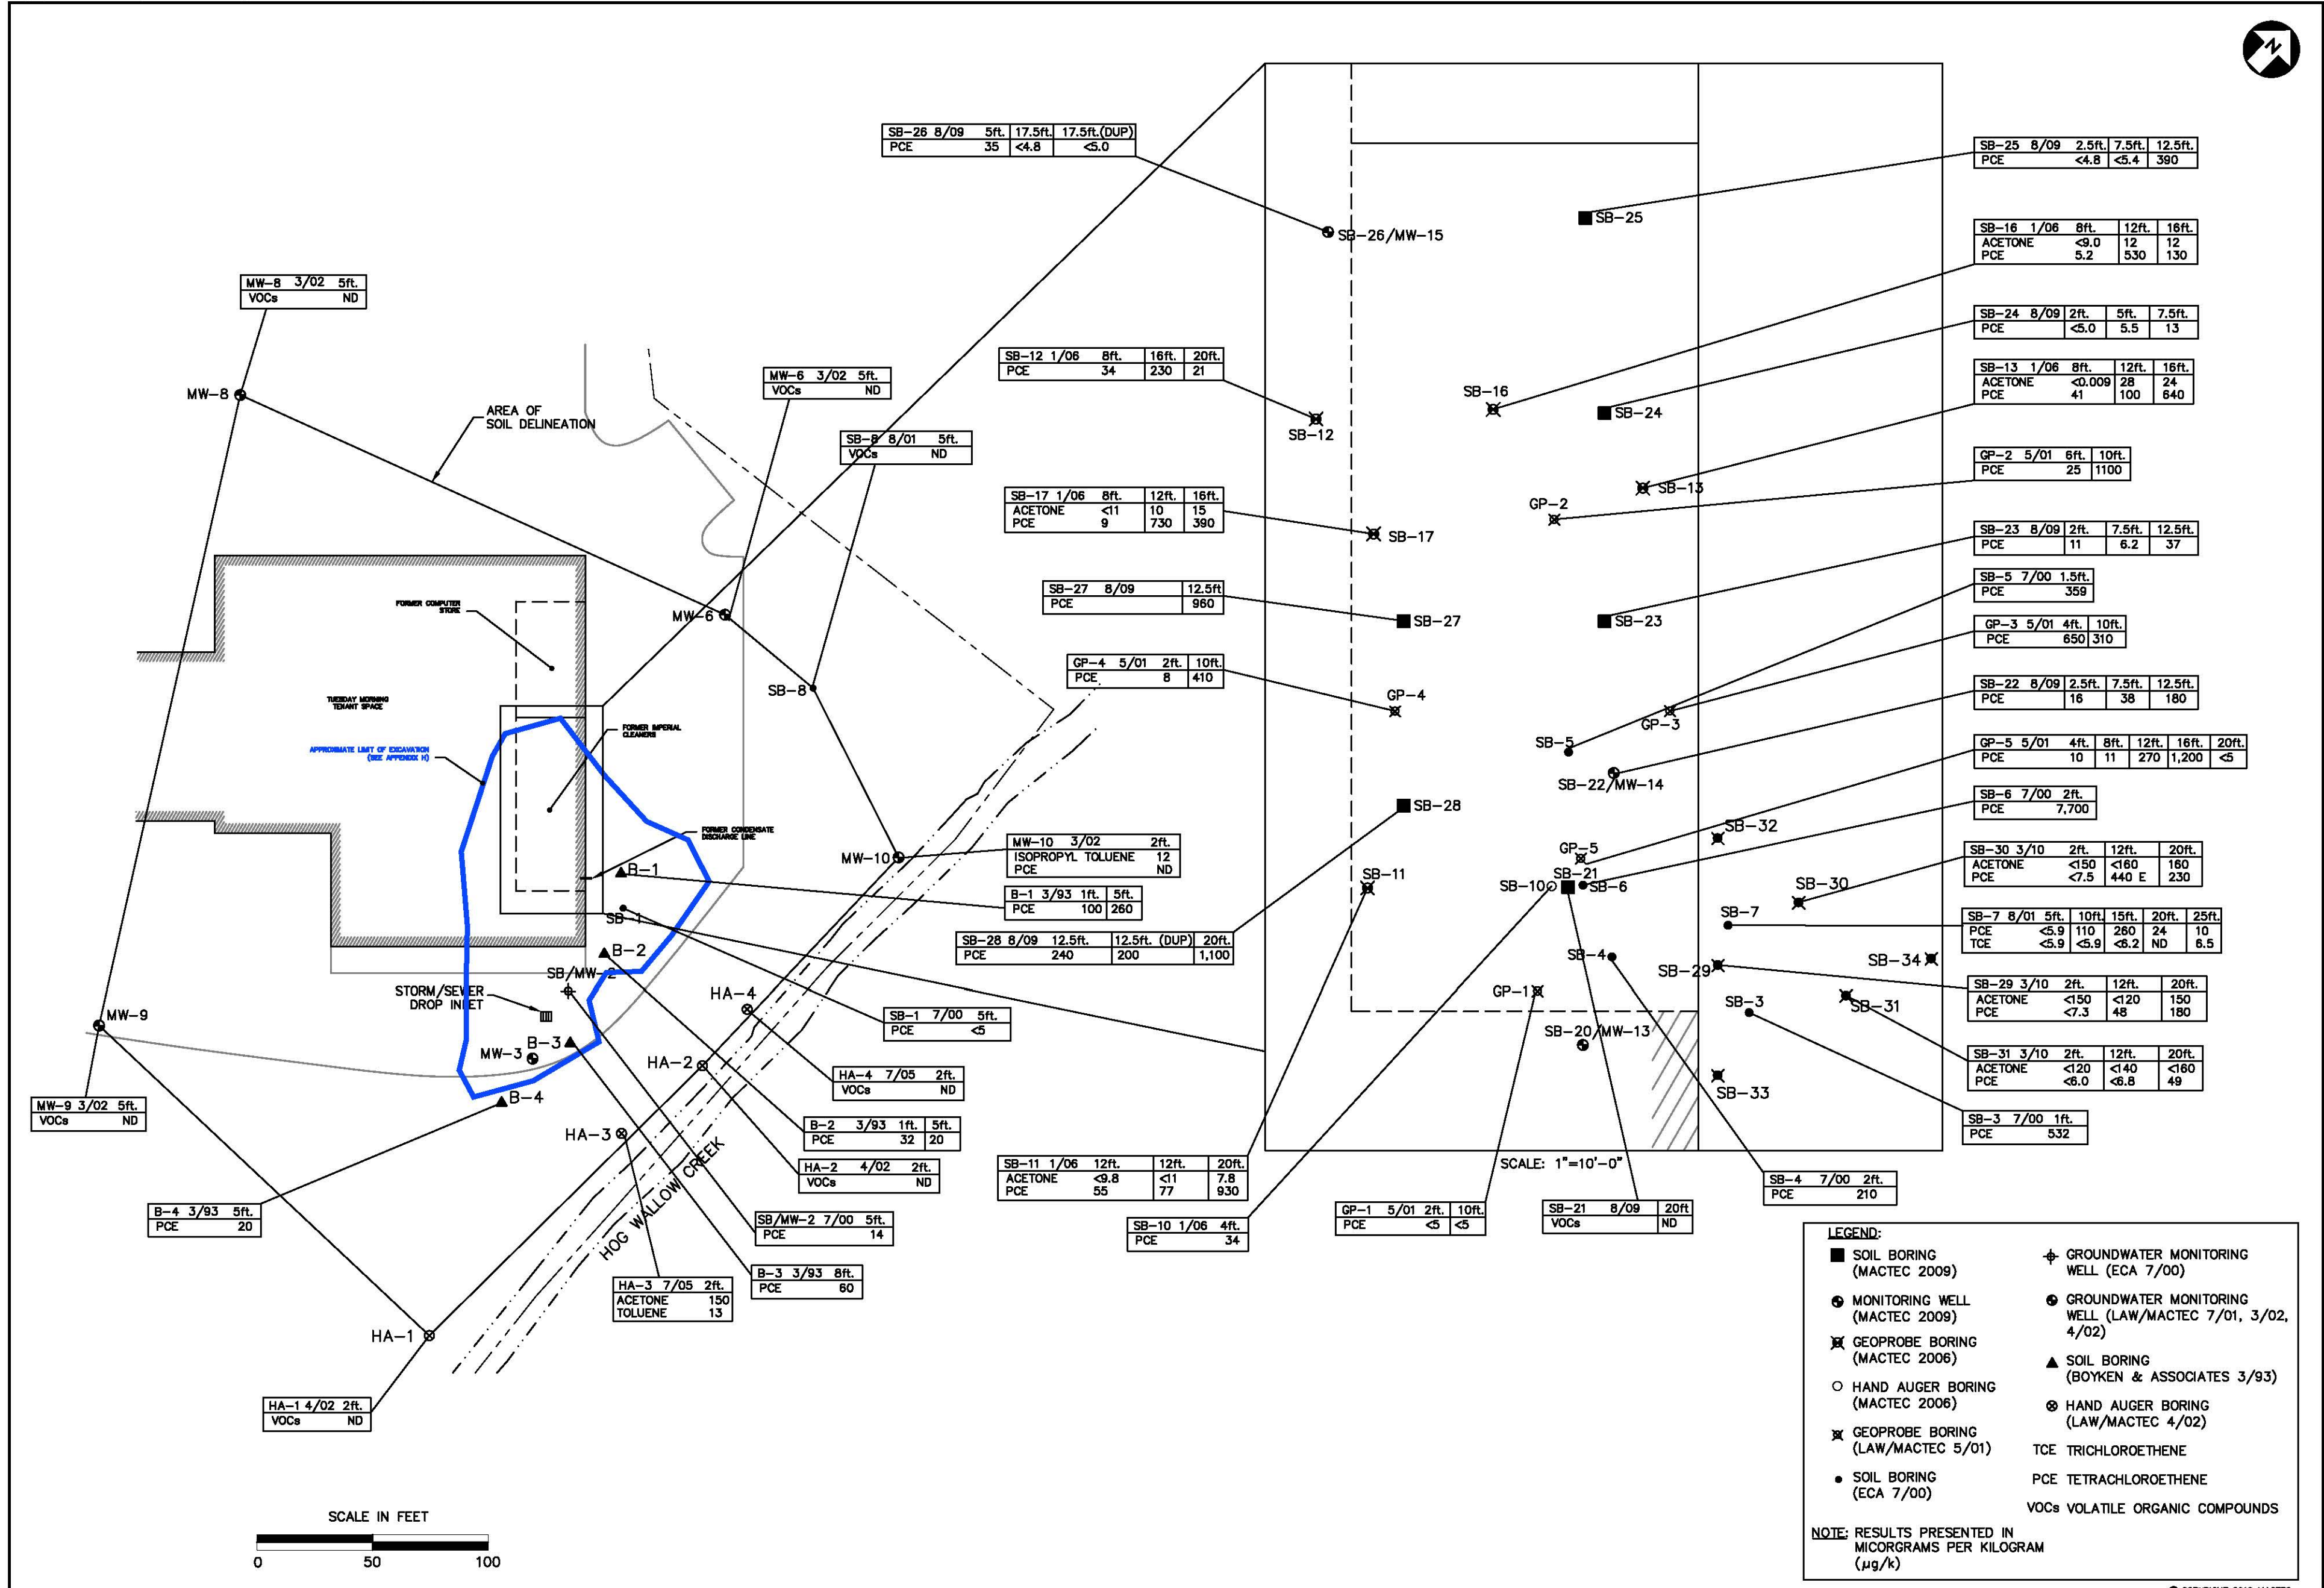 N
SB-26 8/09 5ft. 17.5ft. 17.5ft.(DUP)
PCE 35 <4.8 <5.0
SB-25 8/09 2.5ft. 7.5ft. 12.5ft.
PCE <4.8 <5.4 390
SB-25
SB-26/MW-15
SB-16 1/06 8ft. 12ft. 16ft.
ACETONE <9.0 12 12
PCE 5.2 530 130
MW-8 3/02 5ft.
VOCs ND
SB-24 8/09 2ft. 5ft. 7.5ft.
PCE <5.0 5.5 13
SB-12 1/06 8ft. 16ft. 20ft.
PCE 34 230 21
SB-13 1/06 8ft. 12ft. 16ft.
ACETONE <0.009 28 24
PCE 41 100 640
MW-6 3/02 5ft.
VOCs ND
MW-8
SB-16
SB-24
SB-12
AREA OF
SOIL DELINEATION
SB-8 8/01 5ft.
VOCs ND
GP-2 5/01 6ft. 10ft.
PCE 25 1100
SB-13
GP-2
SB-17 1/06 8ft. 12ft. 16ft.
ACETONE <11 10 15
PCE 9 730 390
SB-17
SB-23 8/09 2ft. 7.5ft. 12.5ft.
PCE 11 6.2 37
SB-5 7/00 1.5ft.
PCE 359
SB-27 8/09 12.5ft
PCE 960
SB-27
SB-23
FORMER COMPUTER
STORE
MW-6
GP-3 5/01 4ft. 10ft.
PCE 650 310
GP-4 5/01 2ft. 10ft.
PCE 8 410
SB-8
GP-4
SB-22 8/09 2.5ft. 7.5ft. 12.5ft.
PCE 16 38 180
TUESDAY MORNING
TENANT SPACE
GP-3
FORMER IMPERIAL
CLEANERS
SB-5
APPROXIMATE LIMIT OF EXCAVATION
(SEE APPENDIX H)
GP-5 5/01 4ft. 8ft. 12ft. 16ft. 20ft.
PCE 10 11 270 1,200 <5
SB-22/MW-14
SB-28
SB-6 7/00 2ft.
PCE 7,700
FORMER CONDENSATE
DISCHARGE LINE
SB-32
MW-10 3/02 2ft.
ISOPROPYL TOLUENE 12
PCE ND
MW-10
GP-5
SB-30 3/10 2ft. 12ft. 20ft.
ACETONE <150 <160 160
PCE <7.5 440 E 230
B-1
SB-11
SB-21
SB-10
SB-6
SB-30
B-1 3/93 1ft. 5ft.
PCE 100 260
SB-1
SB-7
SB-7 8/01 5ft. 10ft. 15ft. 20ft. 25ft.
PCE <5.9 110 260 24 10
TCE <5.9 <5.9 <6.2 ND 6.5
SB-28 8/09 12.5ft. 12.5ft. (DUP) 20ft.
PCE 240 200 1,100
B-2
SB-4
SB-29
SB-34
SB/MW-2
SB-29 3/10 2ft. 12ft. 20ft.
ACETONE <150 <120 150
PCE <7.3 48 180
STORM/SEWER
DROP INLET
HA-4
GP-1
SB-3
SB-31
MW-9
SB-1 7/00 5ft.
PCE <5
SB-20/MW-13
B-3
MW-3
HA-2
SB-31 3/10 2ft. 12ft. 20ft.
ACETONE <120 <140 <160
PCE <6.0 <6.8 49
HA-4 7/05 2ft.
VOCs ND
SB-33
MW-9 3/02 5ft.
VOCs ND
B-4
SB-3 7/00 1ft.
PCE 532
B-2 3/93 1ft. 5ft.
PCE 32 20
HA-3
HOG WALLOW CREEK
HA-2 4/02 2ft.
VOCs ND
SB-11 1/06 12ft. 12ft. 20ft.
ACETONE <9.8 <11 7.8
PCE 55 77 930
SCALE: 1"=10'-0"
SB-4 7/00 2ft.
PCE 210
B-4 3/93 5ft.
PCE 20
SB/MW-2 7/00 5ft.
PCE 14
SB-10 1/06 4ft.
PCE 34
GP-1 5/01 2ft. 10ft.
PCE <5 <5
SB-21 8/09 20ft
VOCs ND
B-3 3/93 8ft.
PCE 60
HA-3 7/05 2ft.
ACETONE 150
TOLUENE 13
HA-1
HA-1 4/02 2ft.
VOCs ND
SCALE IN FEET
0 50 100
LEGEND:
SOIL BORING
(MACTEC 2009)
MONITORING WELL
(MACTEC 2009)
GEOPROBE BORING
(MACTEC 2006)
HAND AUGER BORING
(MACTEC 2006)
GEOPROBE BORING
(LAW/MACTEC 5/01)
SOIL BORING
(ECA 7/00)
GROUNDWATER MONITORING
WELL (ECA 7/00)
GROUNDWATER MONITORING
WELL (LAW/MACTEC 7/01, 3/02,
4/02)
SOIL BORING
(BOYKEN & ASSOCIATES 3/93)
HAND AUGER BORING
(LAW/MACTEC 4/02)
TCE TRICHLOROETHENE
PCE TETRACHLOROETHENE
VOCs VOLATILE ORGANIC COMPOUNDS
NOTE: RESULTS PRESENTED IN
MICORGRAMS PER KILOGRAM
(µg/k)